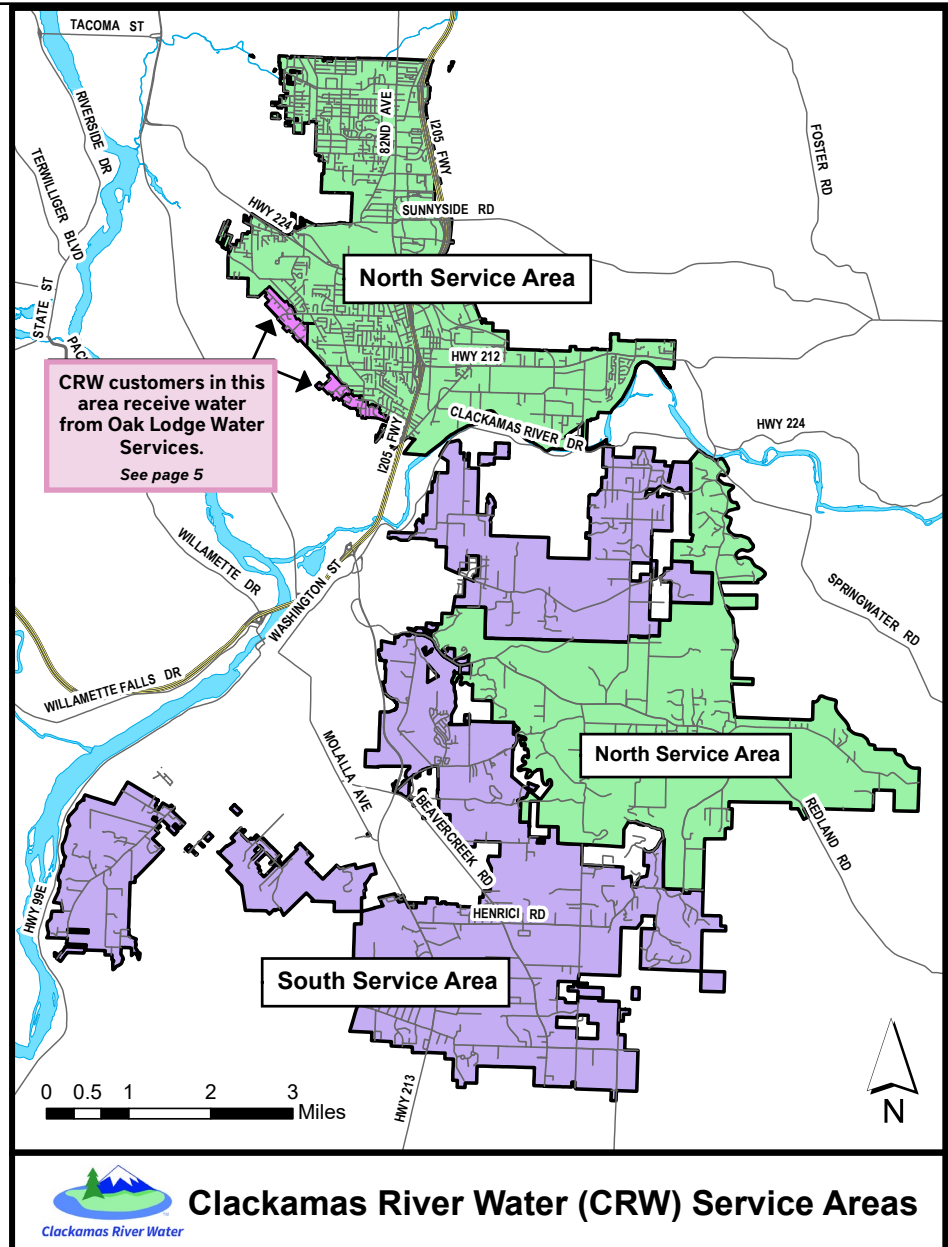 TACOMA ST
RIVERSIDE DR
TERWILLIGER BLVD
STATE ST
82ND AVE
I205 FWY
FOSTER RD
HWY 224
SUNNYSIDE RD
North Service Area
HWY 212
CRW customers in this
area receive water
from Oak Lodge Water
Services.
See page 5
CLACKAMAS RIVER DR
HWY 224
I205 FWY
WILLAMETTE DR
WASHINGTON ST
SPRINGWATER RD
WILLAMETTE FALLS DR
MOLALLA AVE
North Service Area
BEAVERCREEK RD
REDLAND RD
HWY 99E
HENRICI RD
South Service Area
HWY 213
0 0.5 1 2 3
Miles
N
Clackamas River Water
Clackamas River Water (CRW) Service Areas